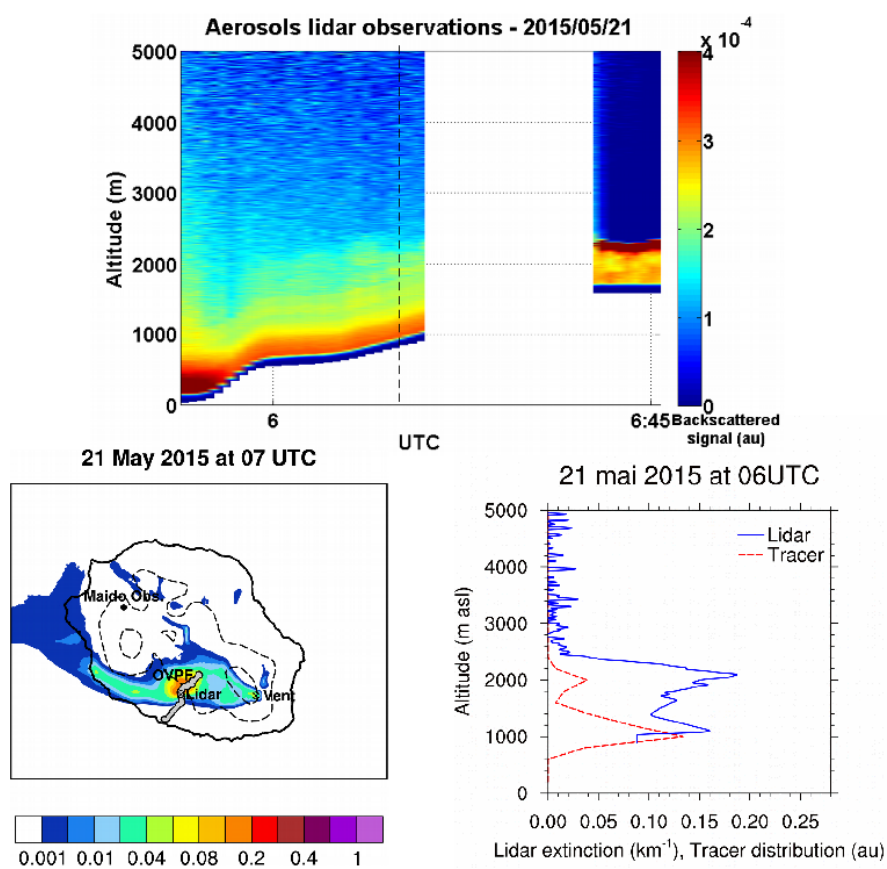 Aerosols lidar observations - 2015/05/21
x 10^-4
5000
4000
3000
2000
1000
0
Altitude (m)
6
6:45
UTC
4
3
2
1
0
Backscattered
signal (au)
21 May 2015 at 07 UTC
Maido Obs.
OVPF
Lidar
Vent
0.001 0.01 0.04 0.08 0.2 0.4 1
21 mai 2015 at 06UTC
5000
4000
3000
2000
1000
0
Altitude (m asl)
Lidar
Tracer
0.00 0.05 0.10 0.15 0.20 0.25
Lidar extinction (km⁻¹), Tracer distribution (au)